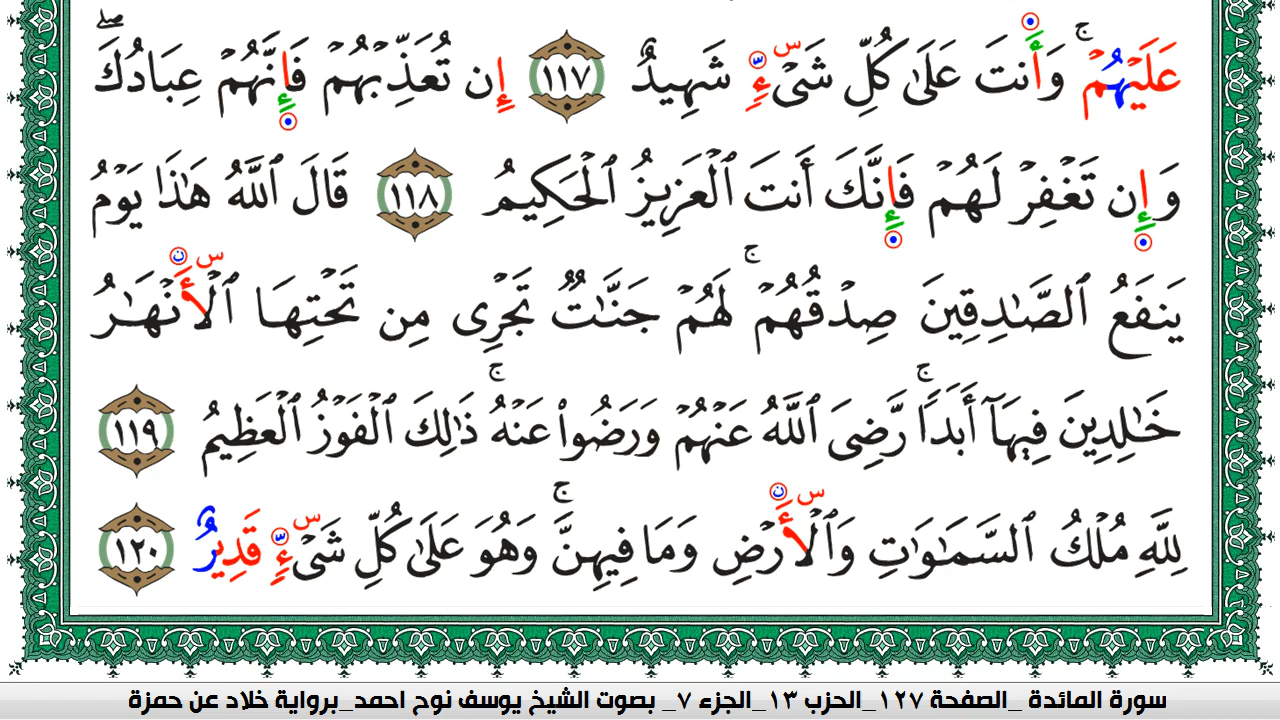 عَلَيْهُمْ ۚ وَأَنتَ عَلَىٰ كُلِّ شَىْءٍ شَهِيدٌ ١١٧ إِن تُعَذِّبْهُمْ فَإِنَّهُمْ عِبَادُكَ ۖ
وَإِن تَغْفِرْ لَهُمْ فَإِنَّكَ أَنتَ ٱلْعَزِيزُ ٱلْحَكِيمُ ١١٨ قَالَ ٱللَّهُ هَٰذَا يَوْمُ
يَنفَعُ ٱلصَّٰدِقِينَ صِدْقُهُمْ ۚ لَهُمْ جَنَّٰتٌ تَجْرِى مِن تَحْتِهَا ٱلْأَنْهَٰرُ
خَٰلِدِينَ فِيهَآ أَبَدًا ۚ رَّضِىَ ٱللَّهُ عَنْهُمْ وَرَضُوا۟ عَنْهُ ۚ ذَٰلِكَ ٱلْفَوْزُ ٱلْعَظِيمُ ١١٩
لِلَّهِ مُلْكُ ٱلسَّمَٰوَٰتِ وَٱلْأَرْضِ وَمَا فِيهِنَّ ۚ وَهُوَ عَلَىٰ كُلِّ شَىْءٍ قَدِيرٌ ١٢٠
سورة المائدة _الصفحة ١٢٧_الحزب ١٣_الجزء ٧_ بصوت الشيخ يوسف نوح احمد_برواية خلاد عن حمزة